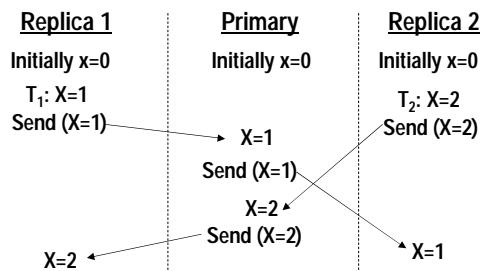 Replica 1
Initially x=0
T₁: X=1
Send (X=1)
X=2
Primary
Initially x=0
X=1
Send (X=1)
X=2
Send (X=2)
Replica 2
Initially x=0
T₂: X=2
Send (X=2)
X=1